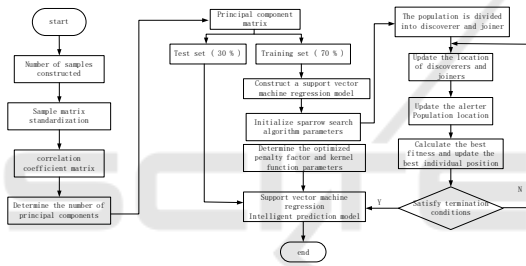 start
Number of samples
constructed
Sample matrix
standardization
correlation
coefficient matrix
Determine the number of
principal components
Principal component
matrix
Test set ( 30 % )
Training set ( 70 % )
Construct a support vector
machine regression model
Initialize sparrow search
algorithm parameters
Determine the optimized
penalty factor and kernel
function parameters
Support vector machine
regression
Intelligent prediction model
end
The population is divided
into discoverer and joiner
Update the location
of discoverers and
joiners
Update the alerter
Population location
Calculate the best
fitness and update the
best individual position
Satisfy termination
conditions
Y
N